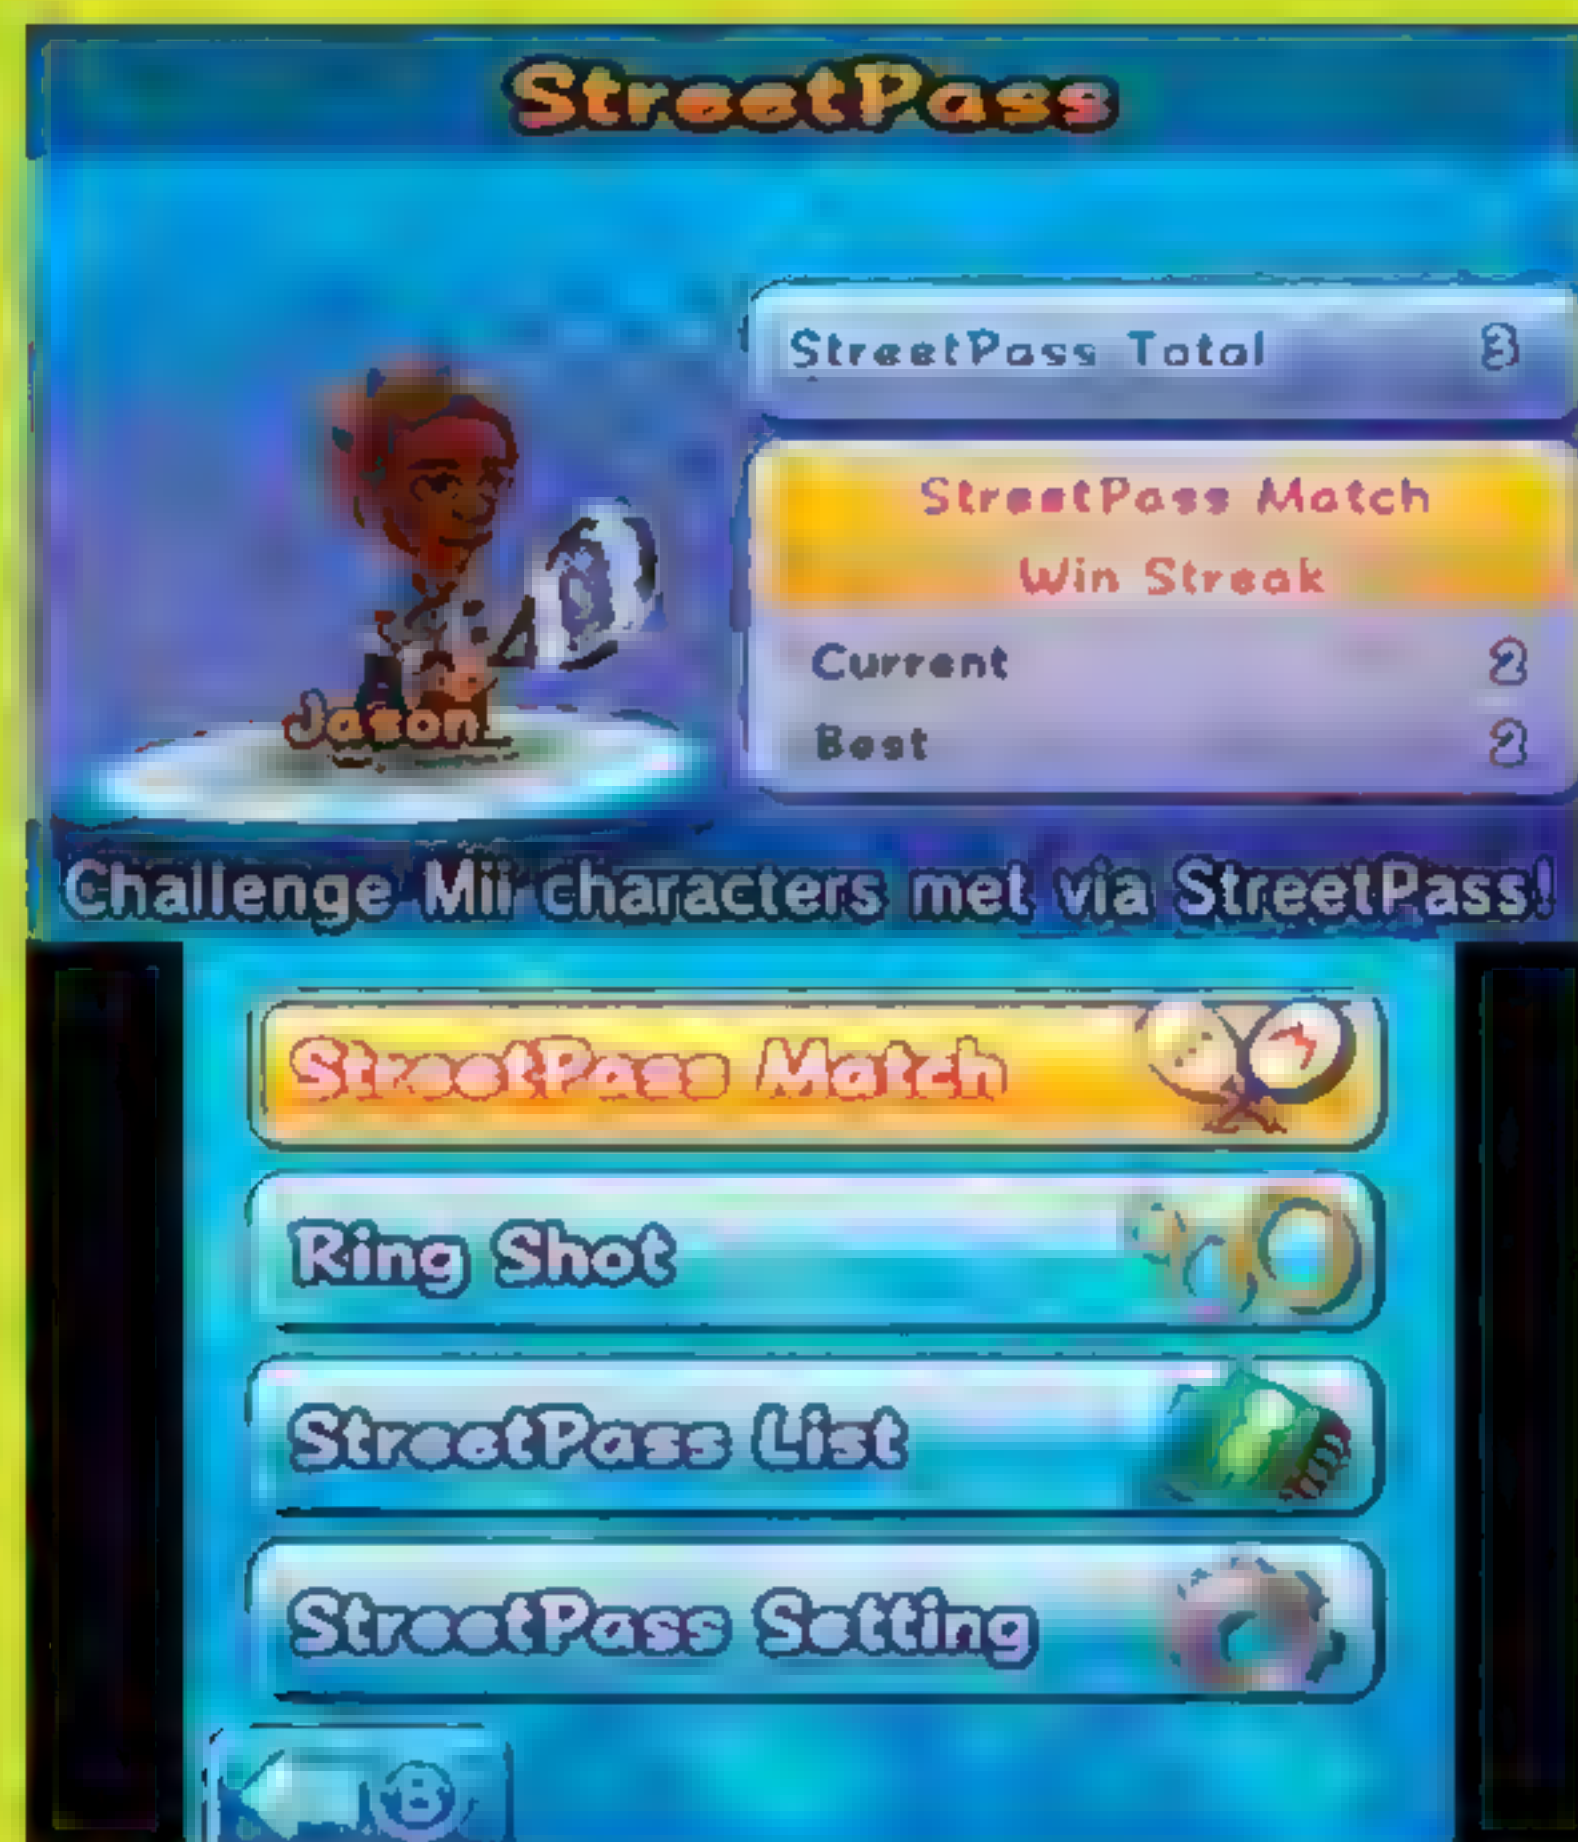 StreetPass
StreetPass Total 3
StreetPass Match
Win Streak
Current 2
Best 2
Jason
Challenge Mii characters met via StreetPass!
StreetPass Match
Ring Shot
StreetPass List
StreetPass Setting
B